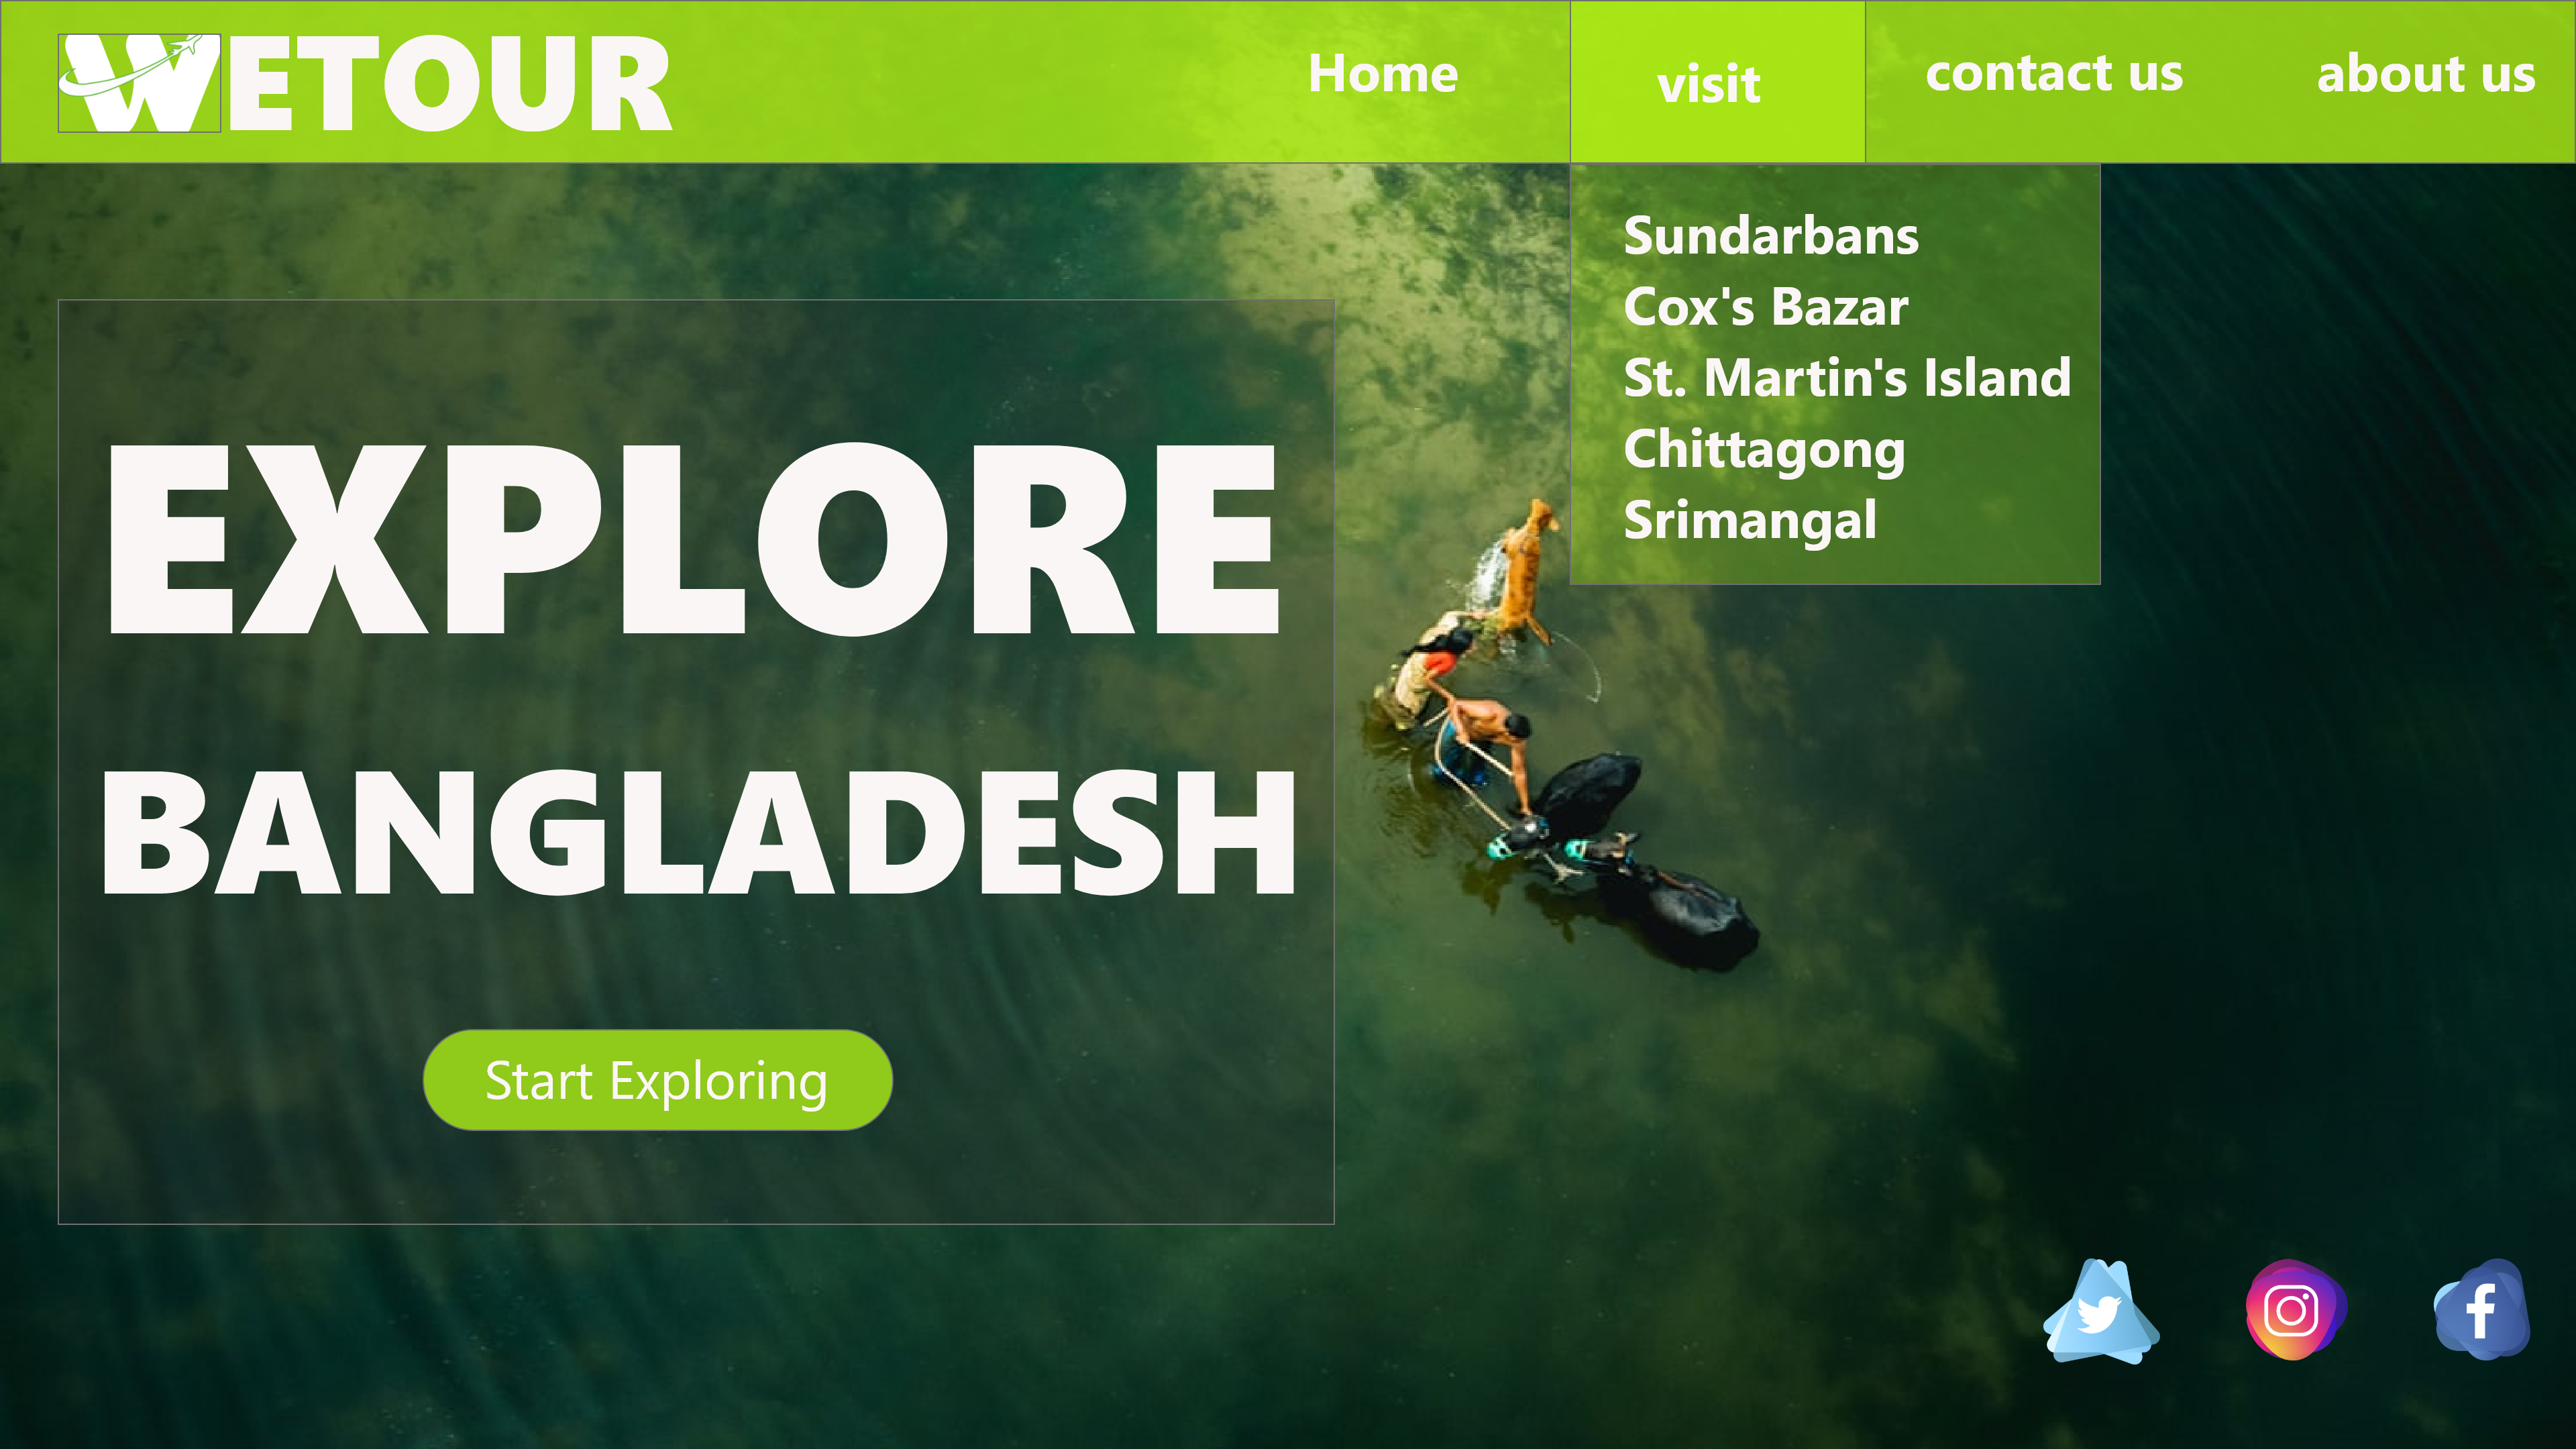 WETOUR
Home
visit
contact us
about us
Sundarbans
Cox's Bazar
St. Martin's Island
Chittagong
Srimangal
EXPLORE
BANGLADESH
Start Exploring